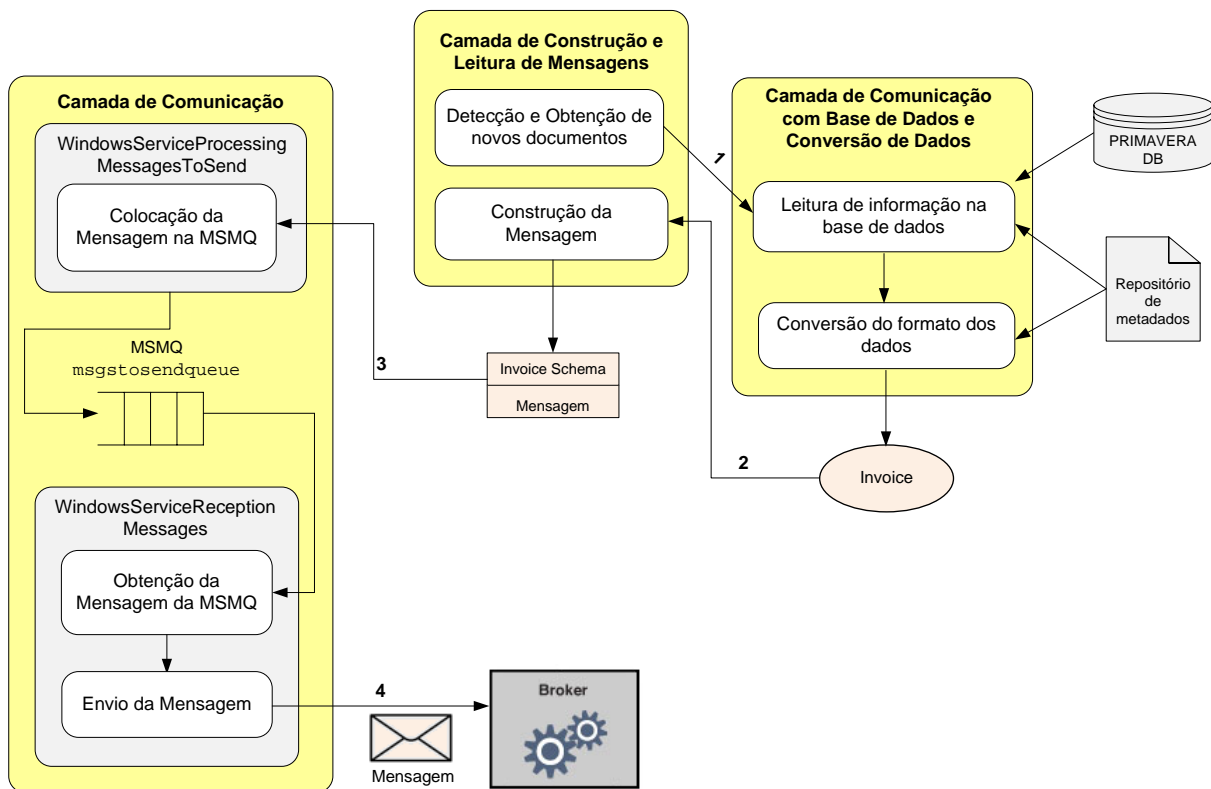 Camada de Comunicação
WindowsServiceProcessing
MessagesToSend
Colocação da
Mensagem na MSMQ
MSMQ
msgstosendqueue
WindowsServiceReception
Messages
Obtenção da
Mensagem da MSMQ
Envio da Mensagem
Camada de Construção e
Leitura de Mensagens
Detecção e Obtenção de
novos documentos
Construção da
Mensagem
Invoice Schema
Mensagem
3
1
2
4
Mensagem
Broker
Camada de Comunicação
com Base de Dados e
Conversão de Dados
Leitura de informação na
base de dados
Conversão do formato dos
dados
Invoice
PRIMAVERA
DB
Repositório
de
metadados